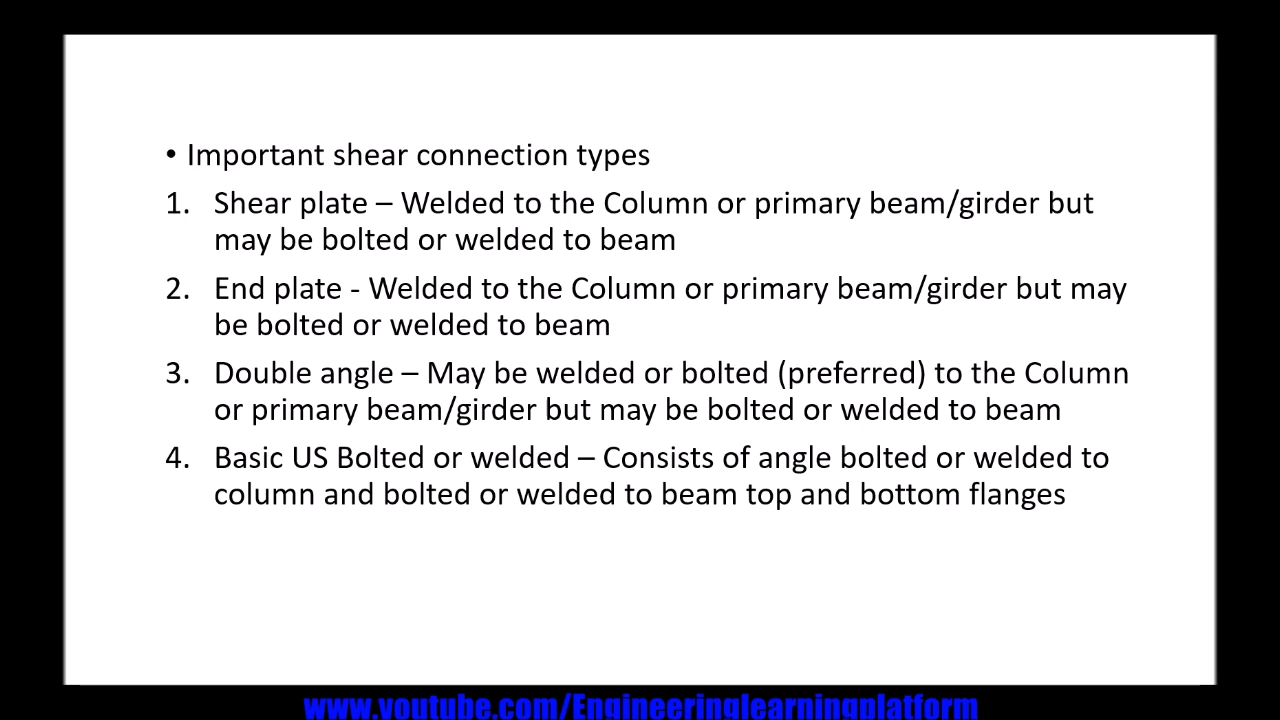 • Important shear connection types
1. Shear plate – Welded to the Column or primary beam/girder but
may be bolted or welded to beam
2. End plate - Welded to the Column or primary beam/girder but may
be bolted or welded to beam
3. Double angle – May be welded or bolted (preferred) to the Column
or primary beam/girder but may be bolted or welded to beam
4. Basic US Bolted or welded – Consists of angle bolted or welded to
column and bolted or welded to beam top and bottom flanges
www.youtube.com/Engineeringlearningplatform